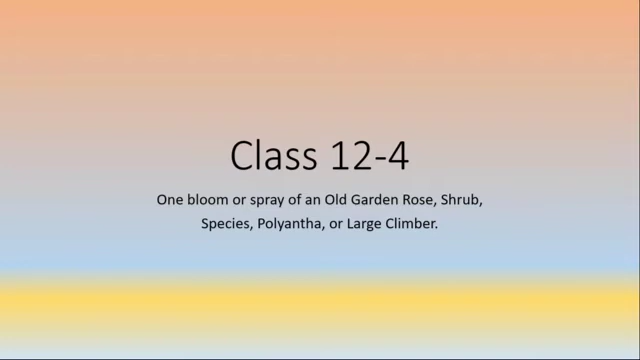 Class 12-4
One bloom or spray of an Old Garden Rose, Shrub,
Species, Polyantha, or Large Climber.